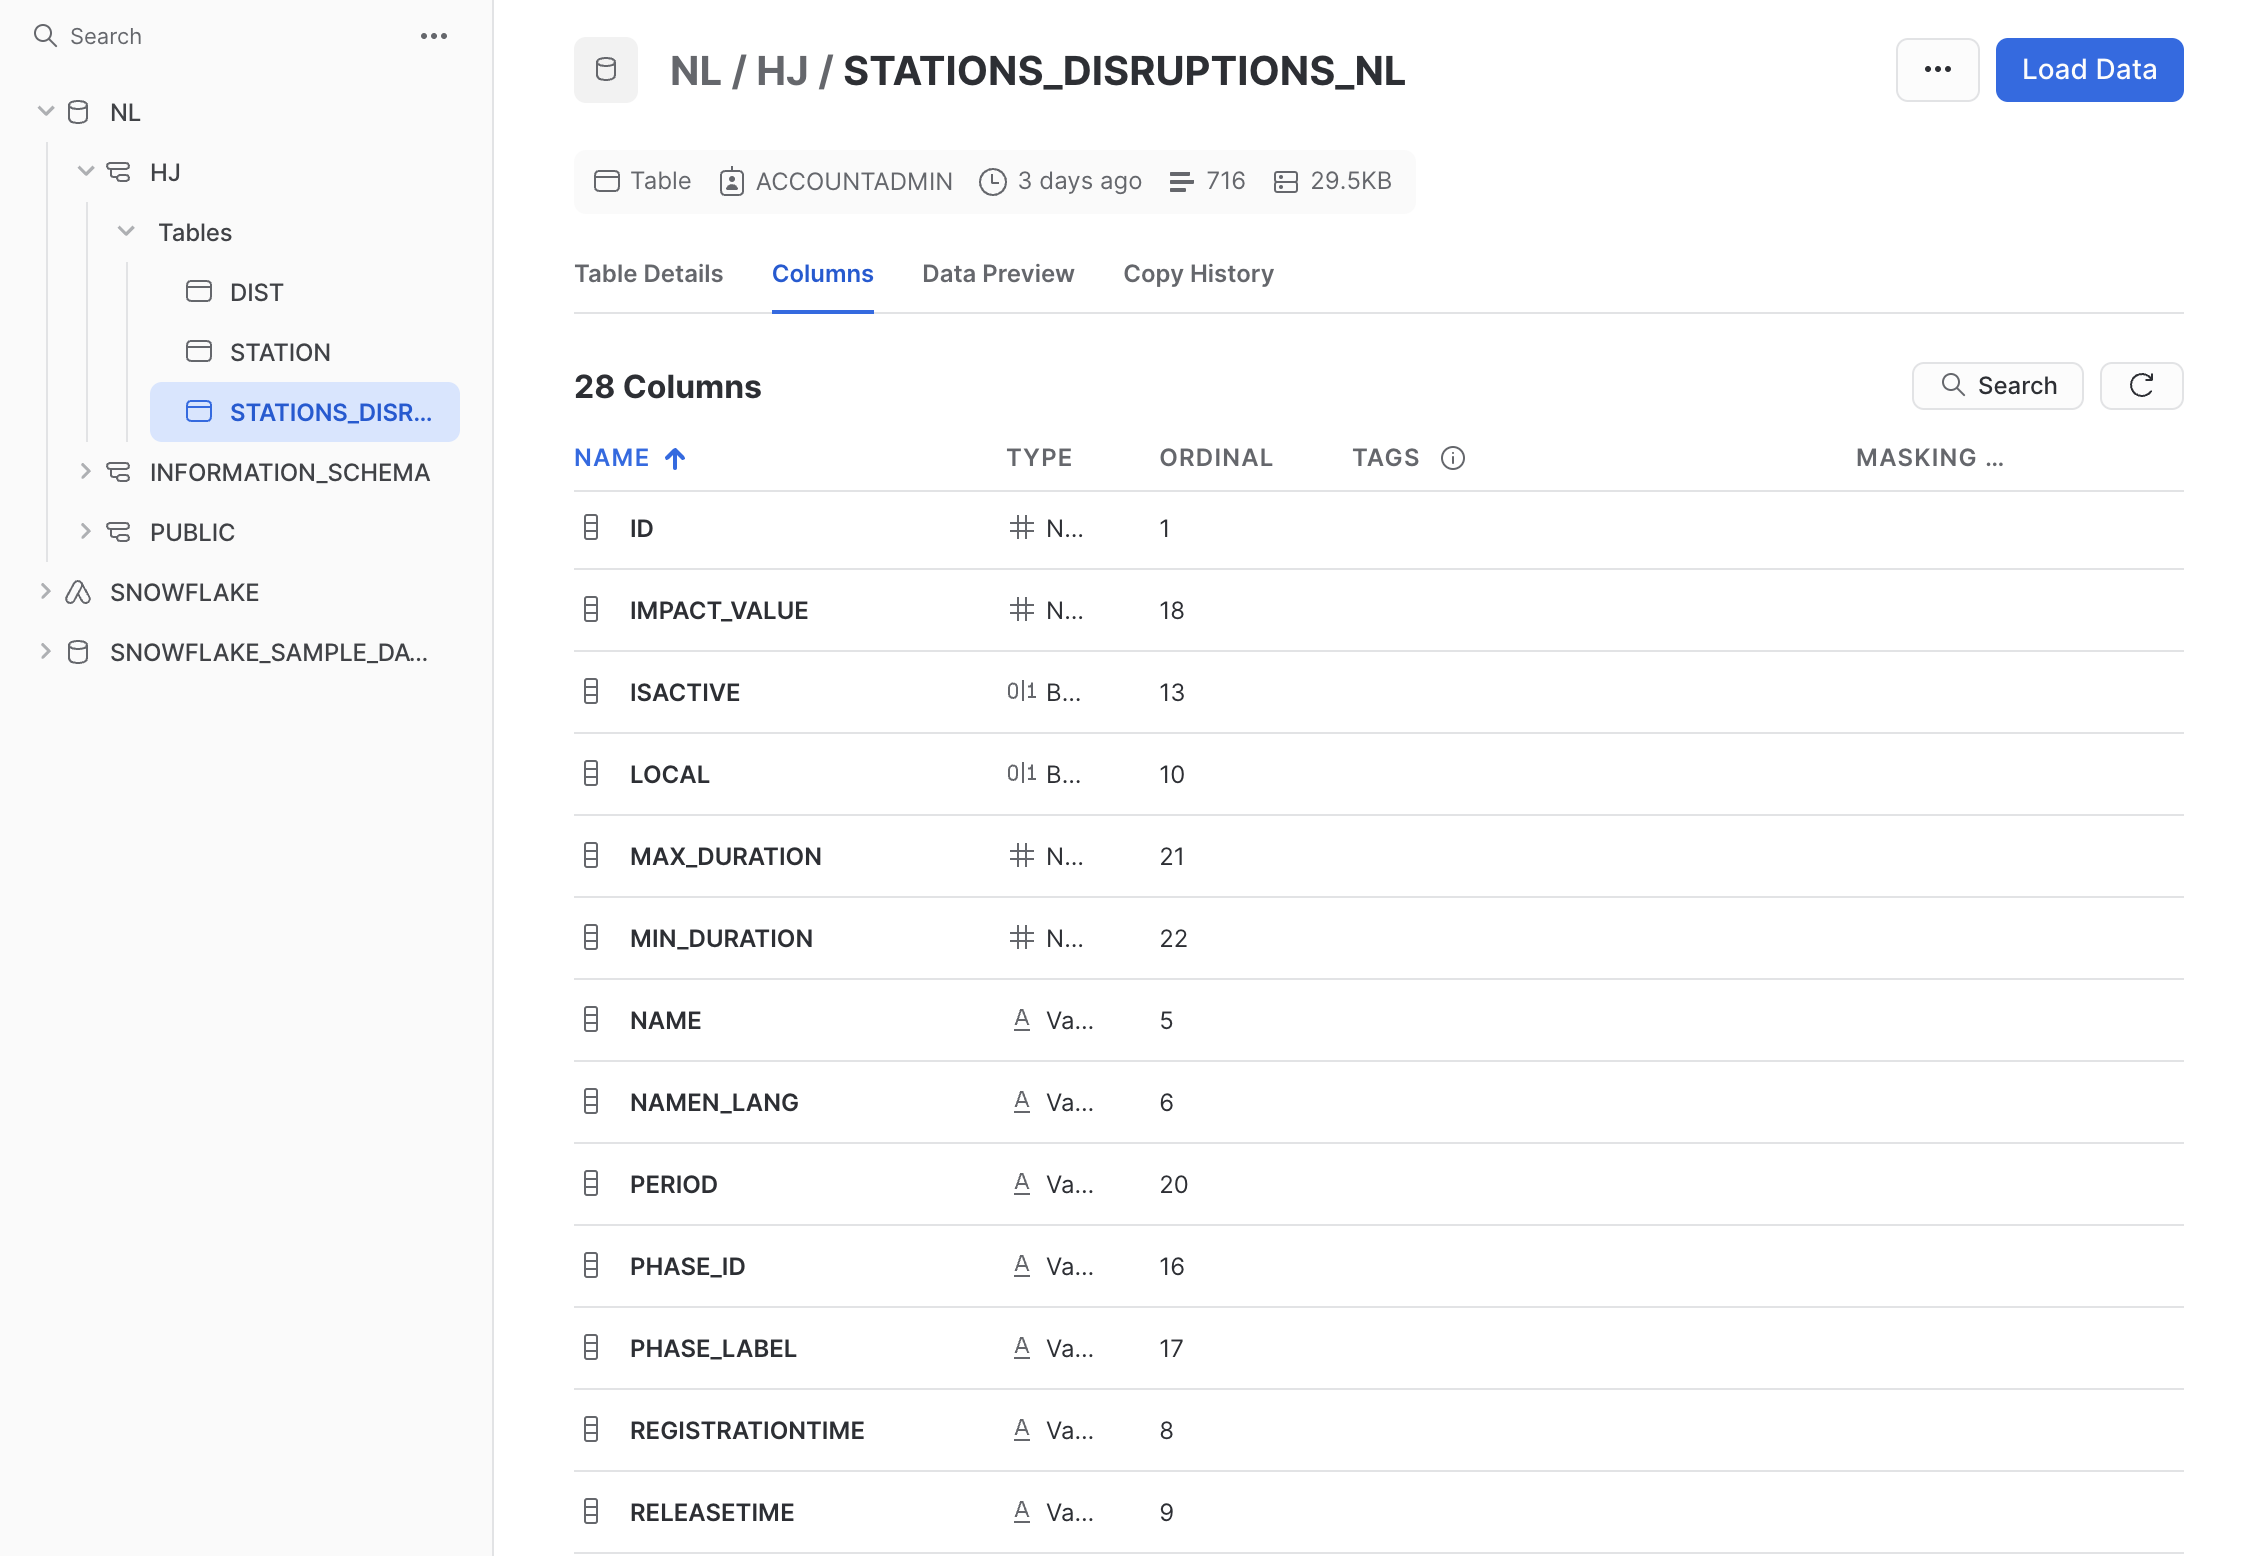 Search
NL
HJ
Tables
DIST
STATION
STATIONS_DISR...
INFORMATION_SCHEMA
PUBLIC
SNOWFLAKE
SNOWFLAKE_SAMPLE_DA...
NL / HJ / STATIONS_DISRUPTIONS_NL
Load Data
Table ACCOUNTADMIN 3 days ago 716 29.5KB
Table Details Columns Data Preview Copy History
28 Columns
Search
NAME TYPE ORDINAL TAGS MASKING ...
ID N... 1
IMPACT_VALUE N... 18
ISACTIVE 0|1 B... 13
LOCAL 0|1 B... 10
MAX_DURATION N... 21
MIN_DURATION N... 22
NAME A Va... 5
NAMEN_LANG A Va... 6
PERIOD A Va... 20
PHASE_ID A Va... 16
PHASE_LABEL A Va... 17
REGISTRATIONTIME A Va... 8
RELEASETIME A Va... 9